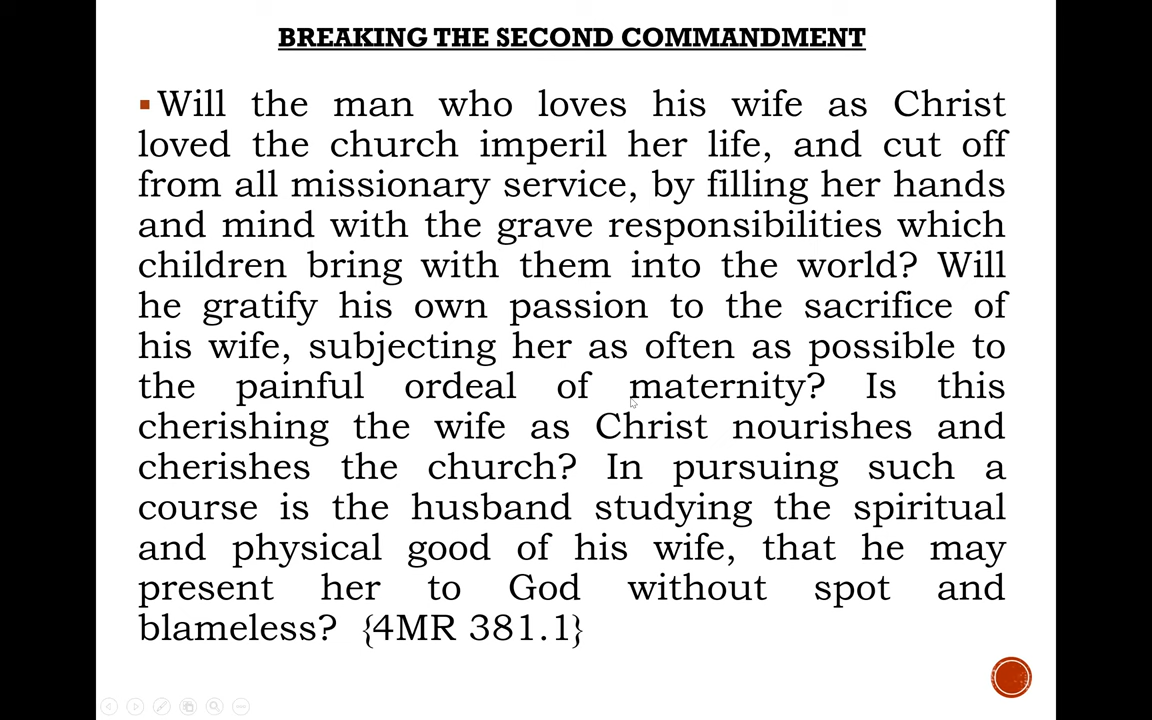 BREAKING THE SECOND COMMANDMENT
▪Will the man who loves his wife as Christ
loved the church imperil her life, and cut off
from all missionary service, by filling her hands
and mind with the grave responsibilities which
children bring with them into the world? Will
he gratify his own passion to the sacrifice of
his wife, subjecting her as often as possible to
the painful ordeal of maternity? Is this
cherishing the wife as Christ nourishes and
cherishes the church? In pursuing such a
course is the husband studying the spiritual
and physical good of his wife, that he may
present her to God without spot and
blameless? {4MR 381.1}